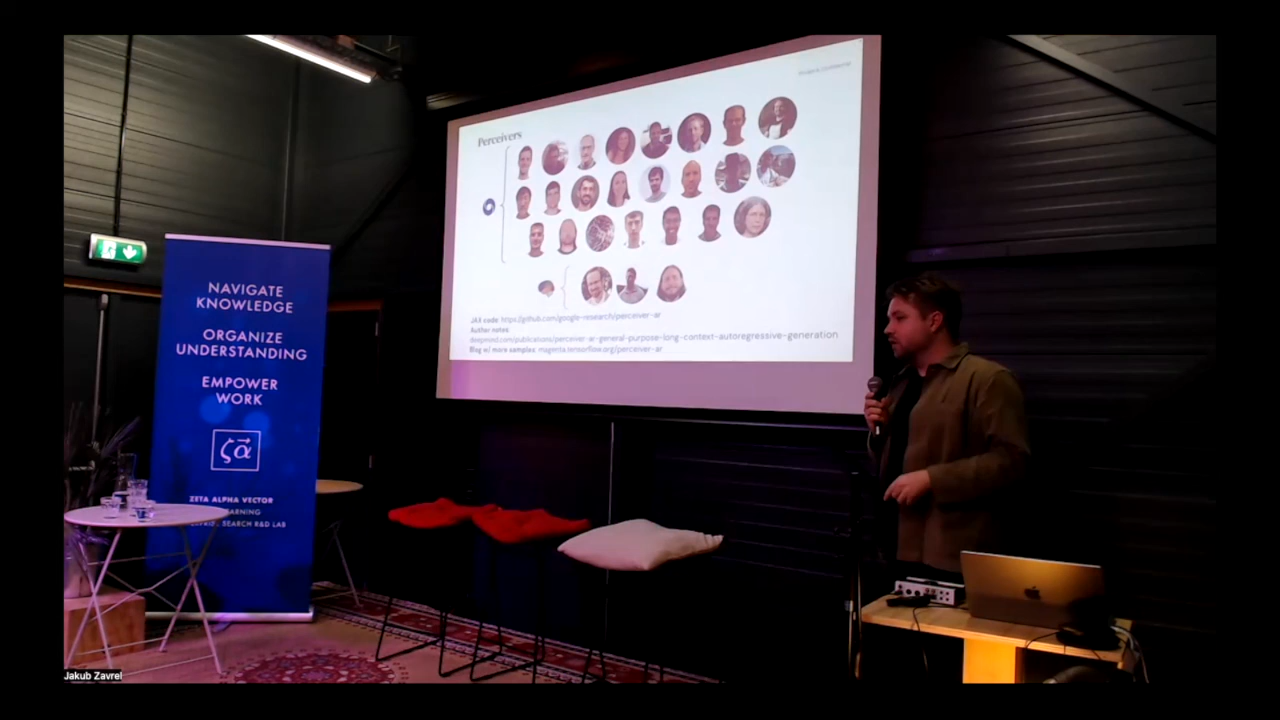 Perceivers
JAX code: https://github.com/google-research/perceiver-ar
Author notes:
deepmind.com/publications/perceiver-ar-general-purpose-long-context-autoregressive-generation
Blog w/ more samples: magenta.tensorflow.org/perceiver-ar
NAVIGATE
KNOWLEDGE
ORGANIZE
UNDERSTANDING
EMPOWER
WORK
ζα
ZETA ALPHA VECTOR
SEARCH R&D LAB
Jakub Zavrel